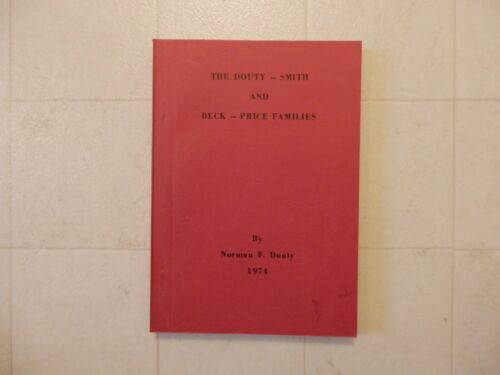 THE DOUTY – SMITH
AND
BECK – PRICE FAMILIES
By
Norman F. Douty
1974